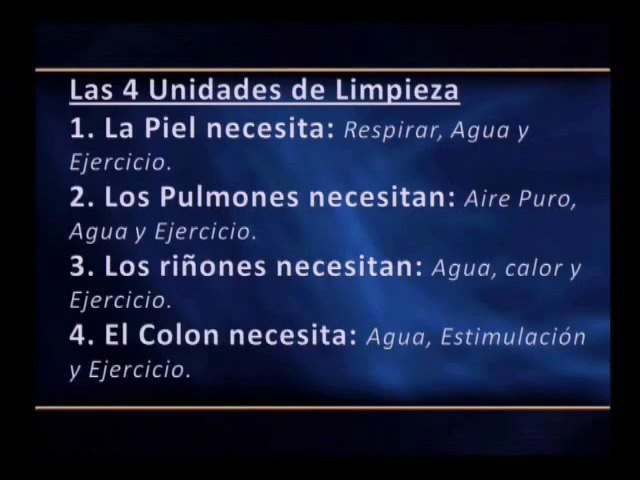 Las 4 Unidades de Limpieza
1. La Piel necesita: Respirar, Agua y
Ejercicio.
2. Los Pulmones necesitan: Aire Puro,
Agua y Ejercicio.
3. Los riñones necesitan: Agua, calor y
Ejercicio.
4. El Colon necesita: Agua, Estimulación
y Ejercicio.